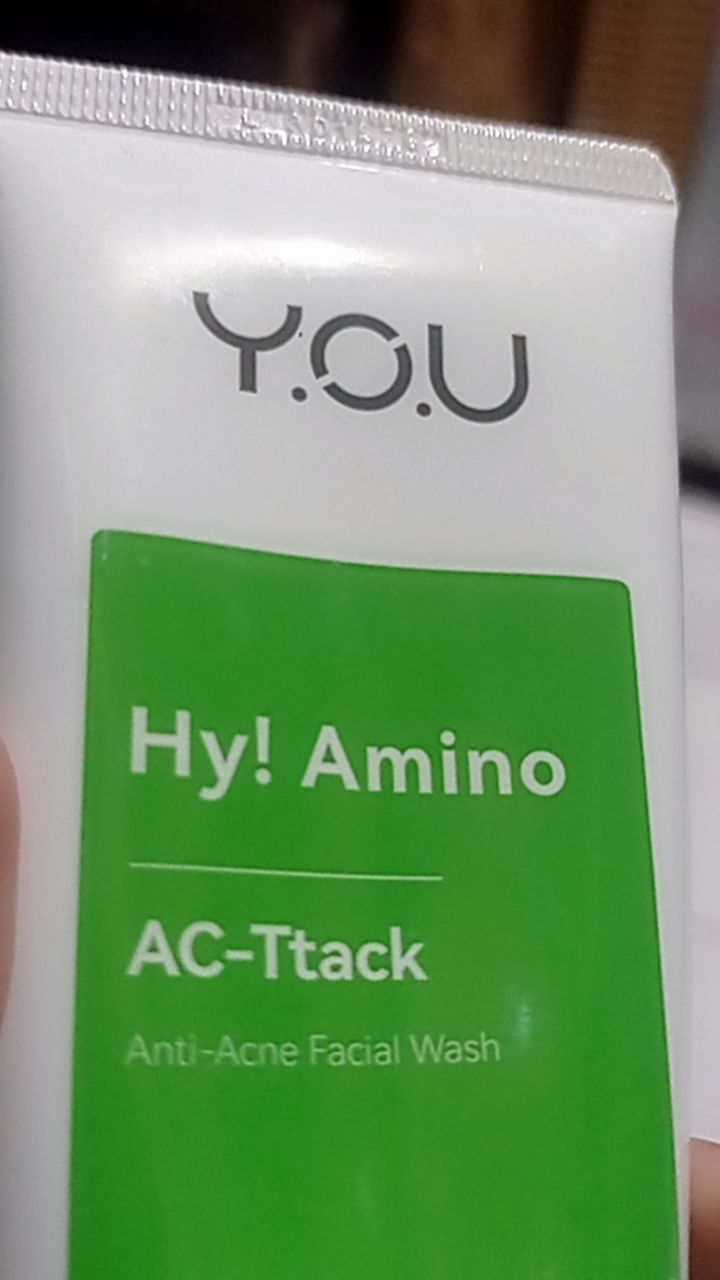 Y.O.U
Hy! Amino
AC-Ttack
Anti-Acne Facial Wash